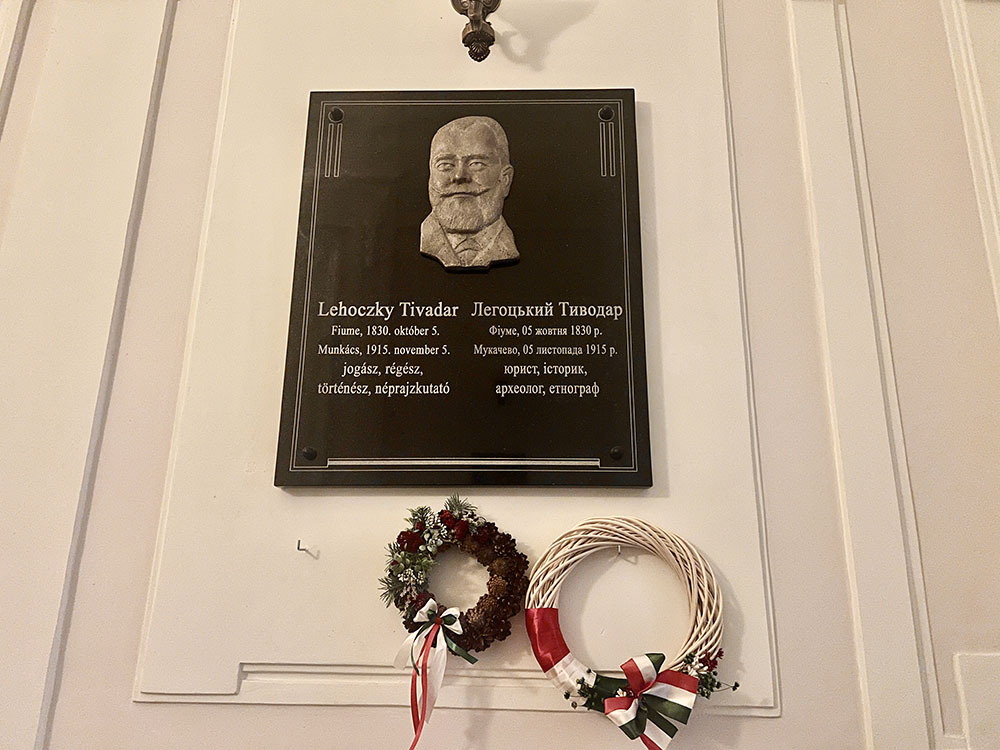 Lehoczky Tivadar
Fiume, 1830. október 5.
Munkács, 1915. november 5.
jogász, régész,
történész, néprajzkutató
Легоцький Тиводар
Фіуме, 05 жовтня 1830 р.
Мукачево, 05 листопада 1915 р.
юрист, історик,
археолог, етнограф